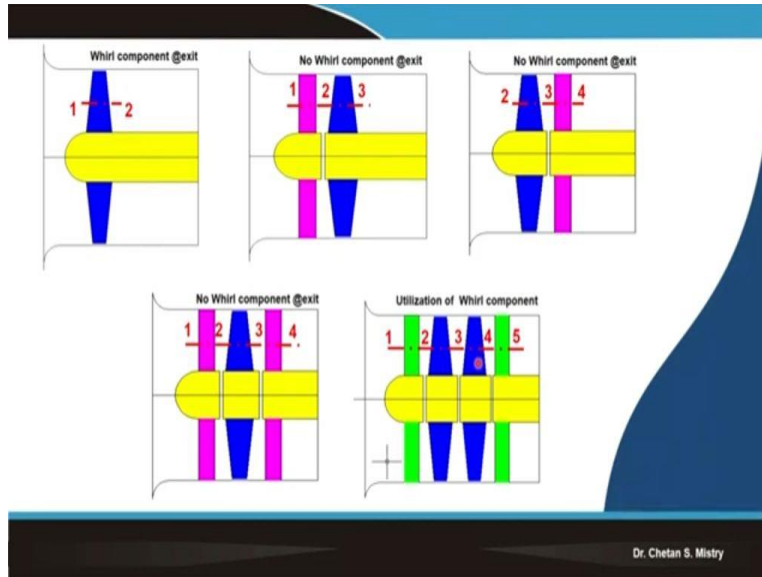 Whirl component @exit
1 2
No Whirl component @exit
1 2 3
No Whirl component @exit
2 3 4
No Whirl component @exit
1 2 3 4
Utilization of Whirl component
1 2 3 4 5
Dr. Chetan S. Mistry